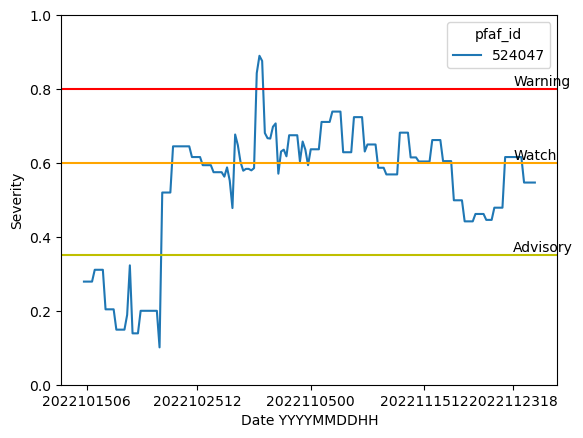 1.0
0.8
0.6
0.4
0.2
0.0
Severity
pfaf_id
524047
Warning
Watch
Advisory
2022101506
2022102512
2022110500
2022111512
2022112318
Date YYYYMMDDHH